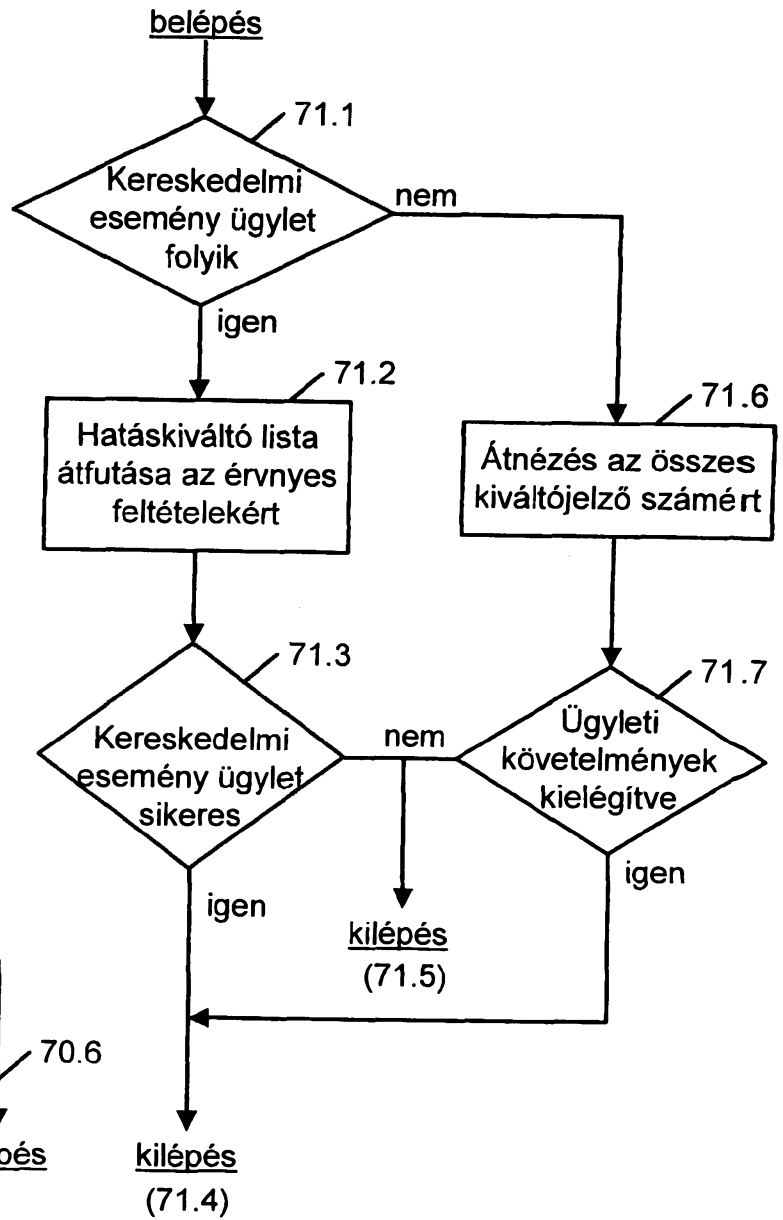 belépés
71.1
Kereskedelmi
esemény ügylet
folyik
nem
igen
71.2
Hatáskiváltó lista
átfutása az érvnyes
feltételekért
71.6
Átnézés az összes
kiváltójelző számért
71.3
Kereskedelmi
esemény ügylet
sikeres
nem
71.7
Ügyleti
követelmények
kielégítve
igen
igen
kilépés
(71.5)
70.6
kilépés
(71.4)